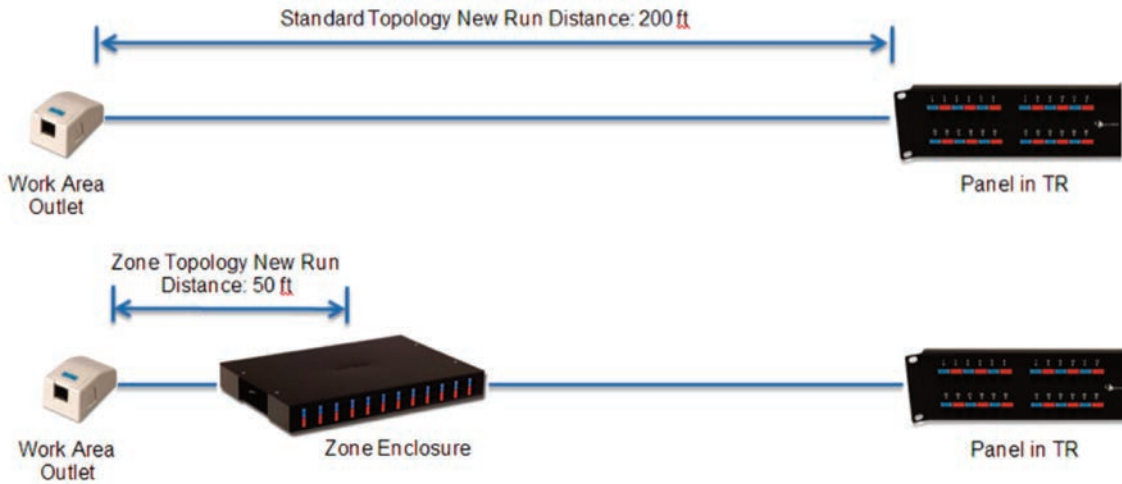 Standard Topology New Run Distance: 200 ft
Work Area
Outlet
Panel in TR
Zone Topology New Run
Distance: 50 ft
Work Area
Outlet
Zone Enclosure
Panel in TR